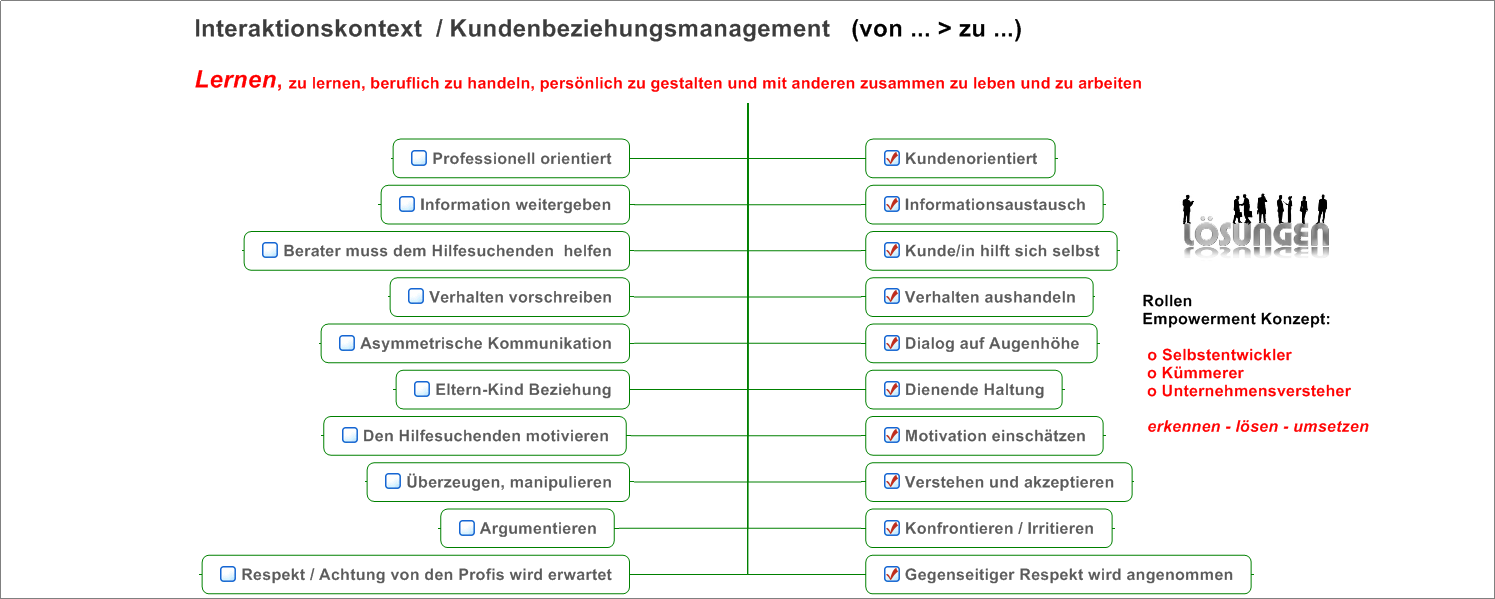 Interaktionskontext / Kundenbeziehungsmanagement (von ... > zu ...)
Lernen, zu lernen, beruflich zu handeln, persönlich zu gestalten und mit anderen zusammen zu leben und zu arbeiten
Professionell orientiert
Kundenorientiert
Information weitergeben
Informationsaustausch
Berater muss dem Hilfesuchenden helfen
Kunde/in hilft sich selbst
Verhalten vorschreiben
Verhalten aushandeln
Asymmetrische Kommunikation
Dialog auf Augenhöhe
Eltern-Kind Beziehung
Dienende Haltung
Den Hilfesuchenden motivieren
Motivation einschätzen
Überzeugen, manipulieren
Verstehen und akzeptieren
Argumentieren
Konfrontieren / Irritieren
Respekt / Achtung von den Profis wird erwartet
Gegenseitiger Respekt wird angenommen
LÖSUNGEN
Rollen
Empowerment Konzept:
o Selbstentwickler
o Kümmerer
o Unternehmensversteher
erkennen - lösen - umsetzen